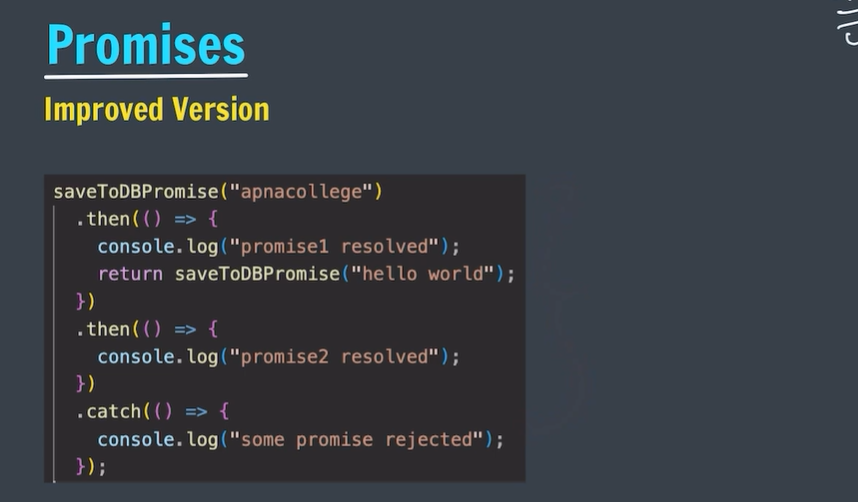 Promises
Improved Version
saveToDBPromise("apnacollege")
  .then(() => {
    console.log("promise1 resolved");
    return saveToDBPromise("hello world");
  })
  .then(() => {
    console.log("promise2 resolved");
  })
  .catch(() => {
    console.log("some promise rejected");
  });